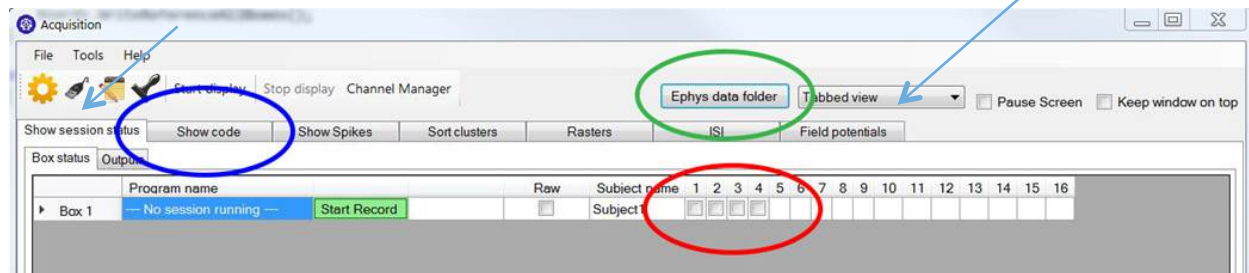 Acquisition
File Tools Help
Start display Stop display Channel Manager Ephys data folder Tabbed view Pause Screen Keep window on top
Show session status Show code Show Spikes Sort clusters Rasters ISI Field potentials
Box status Outputs
Program name Raw Subject name 1 2 3 4 5 6 7 8 9 10 11 12 13 14 15 16
Box 1 --- No session running --- Start Record Subject1